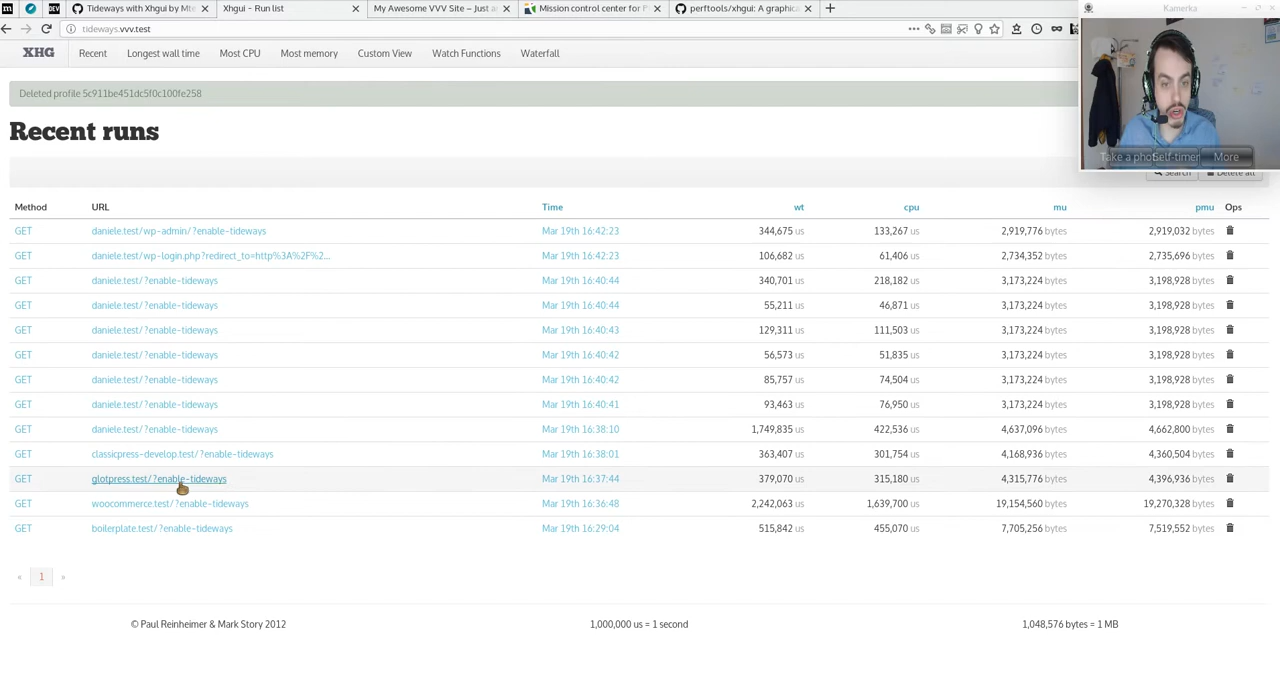 Tideways with Xhgui by Mte
Xhgui - Run list
My Awesome VVV Site – Just a
Mission control center for P
perftools/xhgui: A graphica
Kamerka
tideways.vvv.test
XHG
Recent
Longest wall time
Most CPU
Most memory
Custom View
Watch Functions
Waterfall
Take a pho
Self-timer
More
Deleted profile 5c911be451dc5f0c100fe258
Recent runs
Search
Delete all
Method URL Time wt cpu mu pmu Ops
GET daniele.test/wp-admin/?enable-tideways Mar 19th 16:42:23 344,675 us 133,267 us 2,919,776 bytes 2,919,032 bytes
GET daniele.test/wp-login.php?redirect_to=http%3A%2F%2... Mar 19th 16:42:23 106,682 us 61,406 us 2,734,352 bytes 2,735,696 bytes
GET daniele.test/?enable-tideways Mar 19th 16:40:44 340,701 us 218,182 us 3,173,224 bytes 3,198,928 bytes
GET daniele.test/?enable-tideways Mar 19th 16:40:44 55,211 us 46,871 us 3,173,224 bytes 3,198,928 bytes
GET daniele.test/?enable-tideways Mar 19th 16:40:43 129,311 us 111,503 us 3,173,224 bytes 3,198,928 bytes
GET daniele.test/?enable-tideways Mar 19th 16:40:42 56,573 us 51,835 us 3,173,224 bytes 3,198,928 bytes
GET daniele.test/?enable-tideways Mar 19th 16:40:42 85,757 us 74,504 us 3,173,224 bytes 3,198,928 bytes
GET daniele.test/?enable-tideways Mar 19th 16:40:41 93,463 us 76,950 us 3,173,224 bytes 3,198,928 bytes
GET daniele.test/?enable-tideways Mar 19th 16:38:10 1,749,835 us 422,536 us 4,637,096 bytes 4,662,800 bytes
GET classicpress-develop.test/?enable-tideways Mar 19th 16:38:01 363,407 us 301,754 us 4,168,936 bytes 4,360,504 bytes
GET glotpress.test/?enable-tideways Mar 19th 16:37:44 379,070 us 315,180 us 4,315,776 bytes 4,396,936 bytes
GET woocommerce.test/?enable-tideways Mar 19th 16:36:48 2,242,063 us 1,639,700 us 19,154,560 bytes 19,270,328 bytes
GET boilerplate.test/?enable-tideways Mar 19th 16:29:04 515,842 us 455,070 us 7,705,256 bytes 7,519,552 bytes
« 1 »
© Paul Reinheimer & Mark Story 2012 1,000,000 us = 1 second 1,048,576 bytes = 1 MB